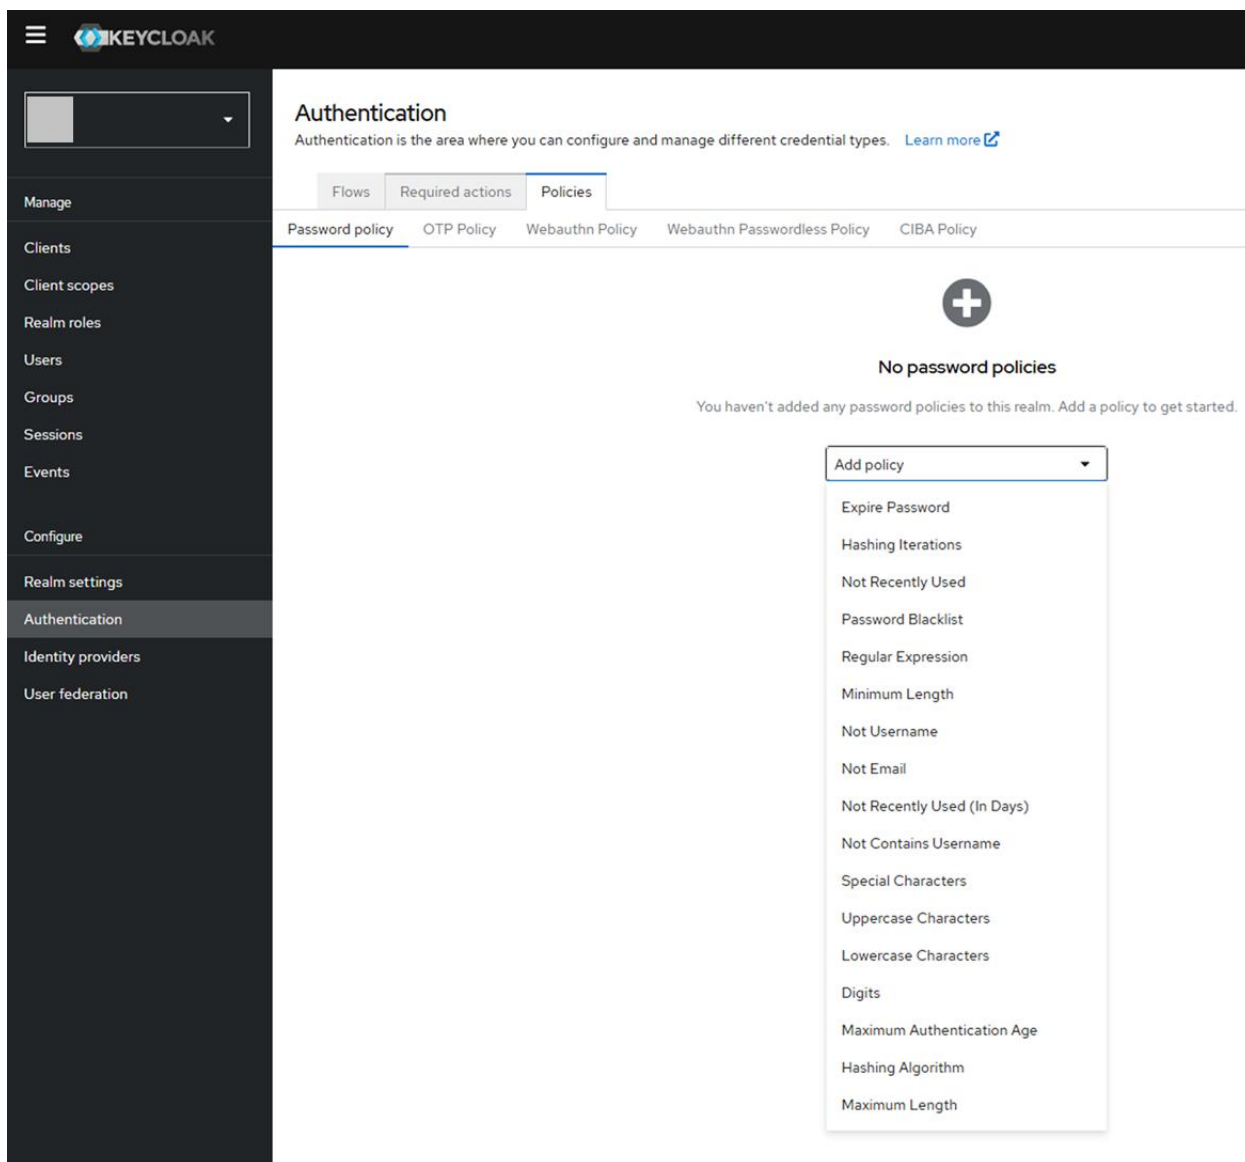 KEYCLOAK
Manage
Clients
Client scopes
Realm roles
Users
Groups
Sessions
Events
Configure
Realm settings
Authentication
Identity providers
User federation
Authentication
Authentication is the area where you can configure and manage different credential types. Learn more
Flows Required actions Policies
Password policy OTP Policy Webauthn Policy Webauthn Passwordless Policy CIBA Policy
No password policies
You haven't added any password policies to this realm. Add a policy to get started.
Add policy
Expire Password
Hashing Iterations
Not Recently Used
Password Blacklist
Regular Expression
Minimum Length
Not Username
Not Email
Not Recently Used (In Days)
Not Contains Username
Special Characters
Uppercase Characters
Lowercase Characters
Digits
Maximum Authentication Age
Hashing Algorithm
Maximum Length